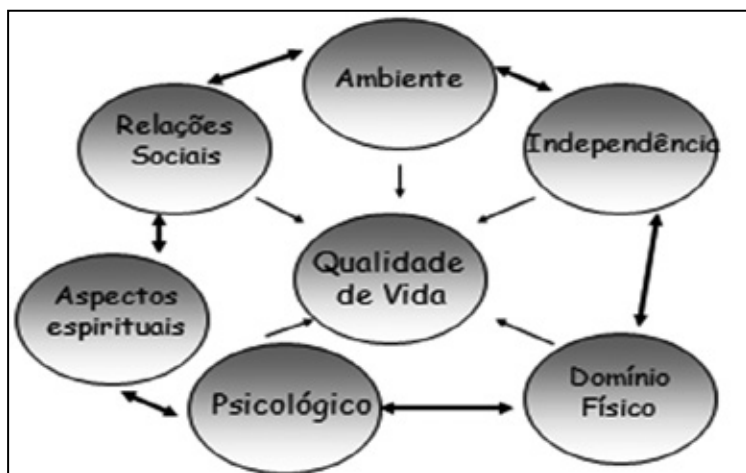 Ambiente
Relações
Sociais
Independência
Qualidade
de Vida
Aspectos
espirituais
Psicológico
Domínio
Físico